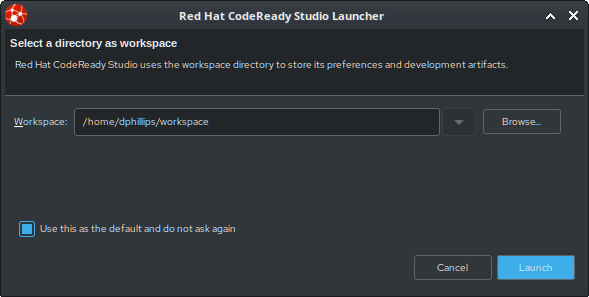 Red Hat CodeReady Studio Launcher
Select a directory as workspace
Red Hat CodeReady Studio uses the workspace directory to store its preferences and development artifacts.
Workspace: /home/dphillips/workspace Browse...
Use this as the default and do not ask again
Cancel Launch